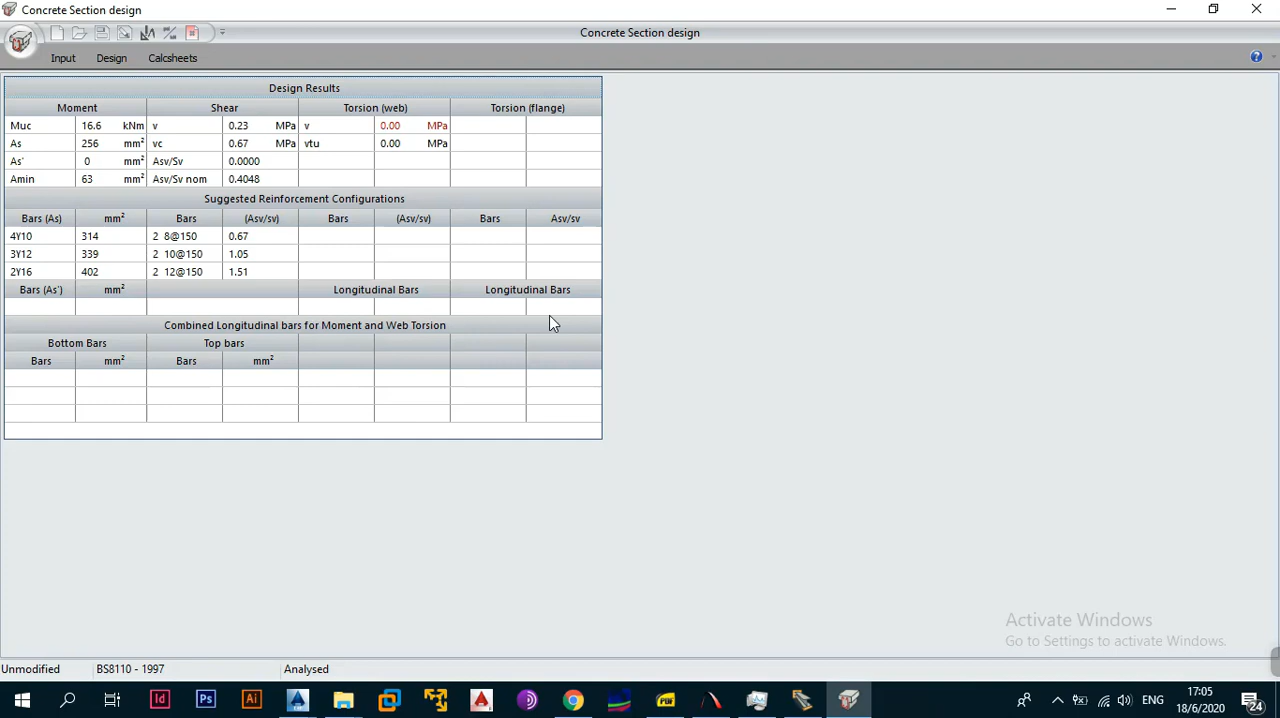 Concrete Section design
Concrete Section design
Input Design Calcsheets
Design Results
Moment Shear Torsion (web) Torsion (flange)
Muc 16.6 kNm v 0.23 MPa v 0.00 MPa
As 256 mm² vc 0.67 MPa vtu 0.00 MPa
As' 0 mm² Asv/Sv 0.0000
Amin 63 mm² Asv/Sv nom 0.4048
Suggested Reinforcement Configurations
Bars (As) mm² Bars (Asv/sv) Bars (Asv/sv) Bars Asv/sv
4Y10 314 2 8@150 0.67
3Y12 339 2 10@150 1.05
2Y16 402 2 12@150 1.51
Bars (As') mm² Longitudinal Bars Longitudinal Bars
Combined Longitudinal bars for Moment and Web Torsion
Bottom Bars Top bars
Bars mm² Bars mm²
Activate Windows
Go to Settings to activate Windows.
Unmodified BS8110 - 1997 Analysed
Id Ps Ai ENG 17:05
18/6/2020 24